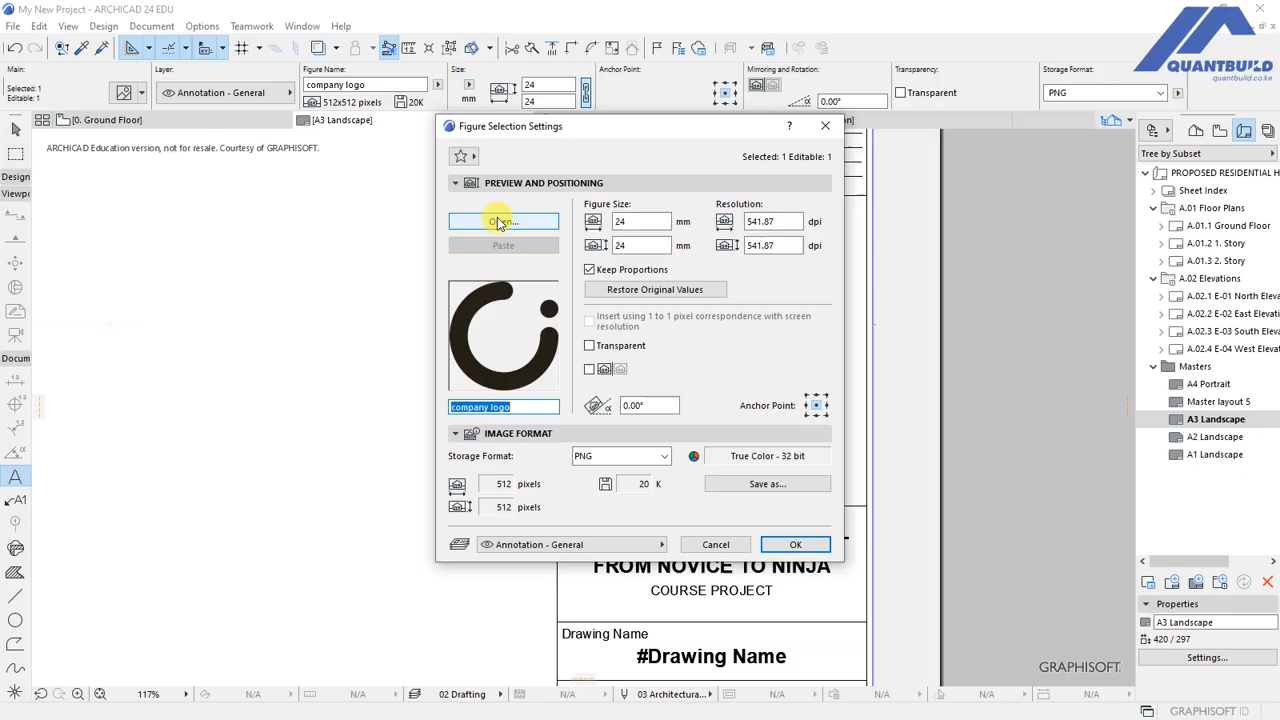 My New Project - ARCHICAD 24 EDU
File Edit View Design Document Options Teamwork Window Help
QUANTBUILD
quantbuild.co.ke
Main: Layer: Figure Name: Size: Anchor Point: Mirroring and Rotation: Transparency: Storage Format:
Selected: 1
Editable: 1
Annotation - General
company logo
512x512 pixels
20K
mm
24
24
0.00°
Transparent
PNG
[0. Ground Floor]
[A3 Landscape]
ARCHICAD Education version, not for resale. Courtesy of GRAPHISOFT.
Design
Viewp
Docum
Figure Selection Settings
?
Selected: 1 Editable: 1
PREVIEW AND POSITIONING
Paste
company logo
Figure Size: Resolution:
24 mm 541.87 dpi
24 mm 541.87 dpi
Keep Proportions
Restore Original Values
Insert using 1 to 1 pixel correspondence with screen
resolution
Transparent
0.00°
Anchor Point:
IMAGE FORMAT
Storage Format: PNG True Color - 32 bit
512 pixels 20 K Save as...
507 pixels
Annotation - General Cancel OK
FROM NOVICE TO NINJA
COURSE PROJECT
Drawing Name
#Drawing Name
Tree by Subset
PROPOSED RESIDENTIAL H
Sheet Index
A.01 Floor Plans
A.01.1 Ground Floor
A.01.2 1. Story
A.01.3 2. Story
A.02 Elevations
A.02.1 E-01 North Eleva
A.02.2 E-02 East Elevati
A.02.3 E-03 South Eleva
A.02.4 E-04 West Elevat
Masters
A4 Portrait
Master layout 5
A3 Landscape
A2 Landscape
A1 Landscape
Properties
A3 Landscape
420 / 297
Settings...
GRAPHISOFT.
117% N/A N/A 02 Drafting N/A 03 Architectura... N/A N/A N/A
GRAPHISOFT ID